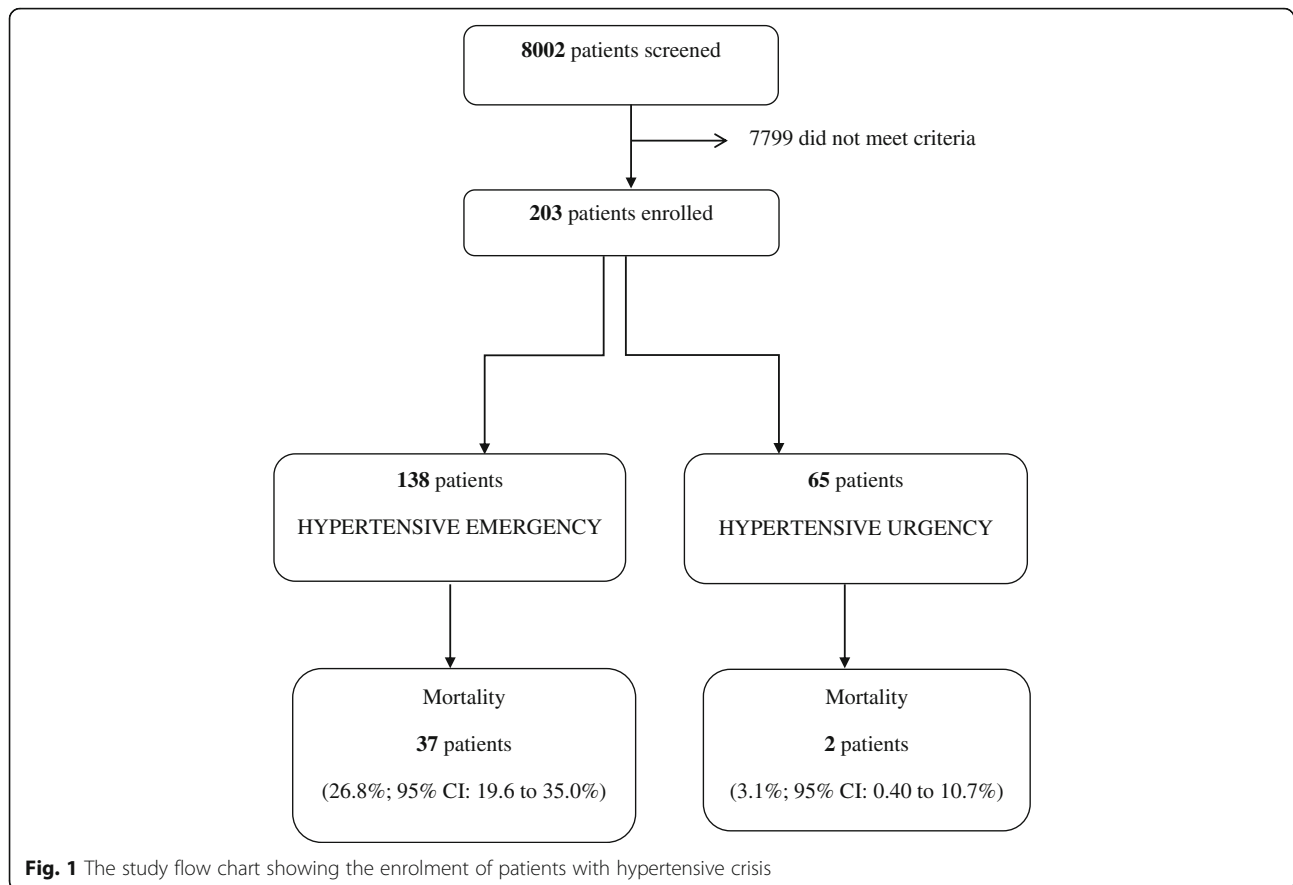 8002 patients screened
7799 did not meet criteria
203 patients enrolled
138 patients
HYPERTENSIVE EMERGENCY
65 patients
HYPERTENSIVE URGENCY
Mortality
37 patients
(26.8%; 95% CI: 19.6 to 35.0%)
Mortality
2 patients
(3.1%; 95% CI: 0.40 to 10.7%)
Fig. 1 The study flow chart showing the enrolment of patients with hypertensive crisis